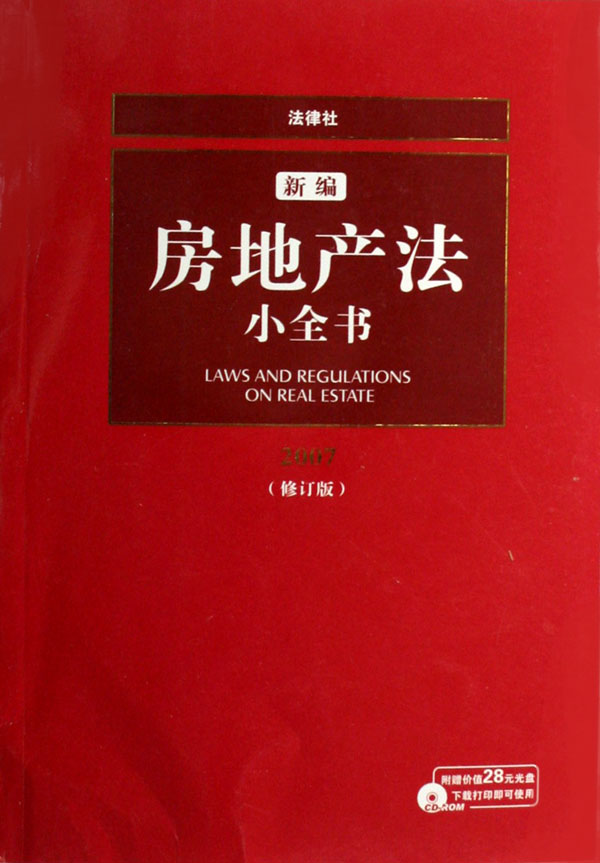 法律社
新编
房地产法
小全书
LAWS AND REGULATIONS
ON REAL ESTATE
2007
（修订版）
附赠价值28元光盘
下载打印即可使用
CD-ROM